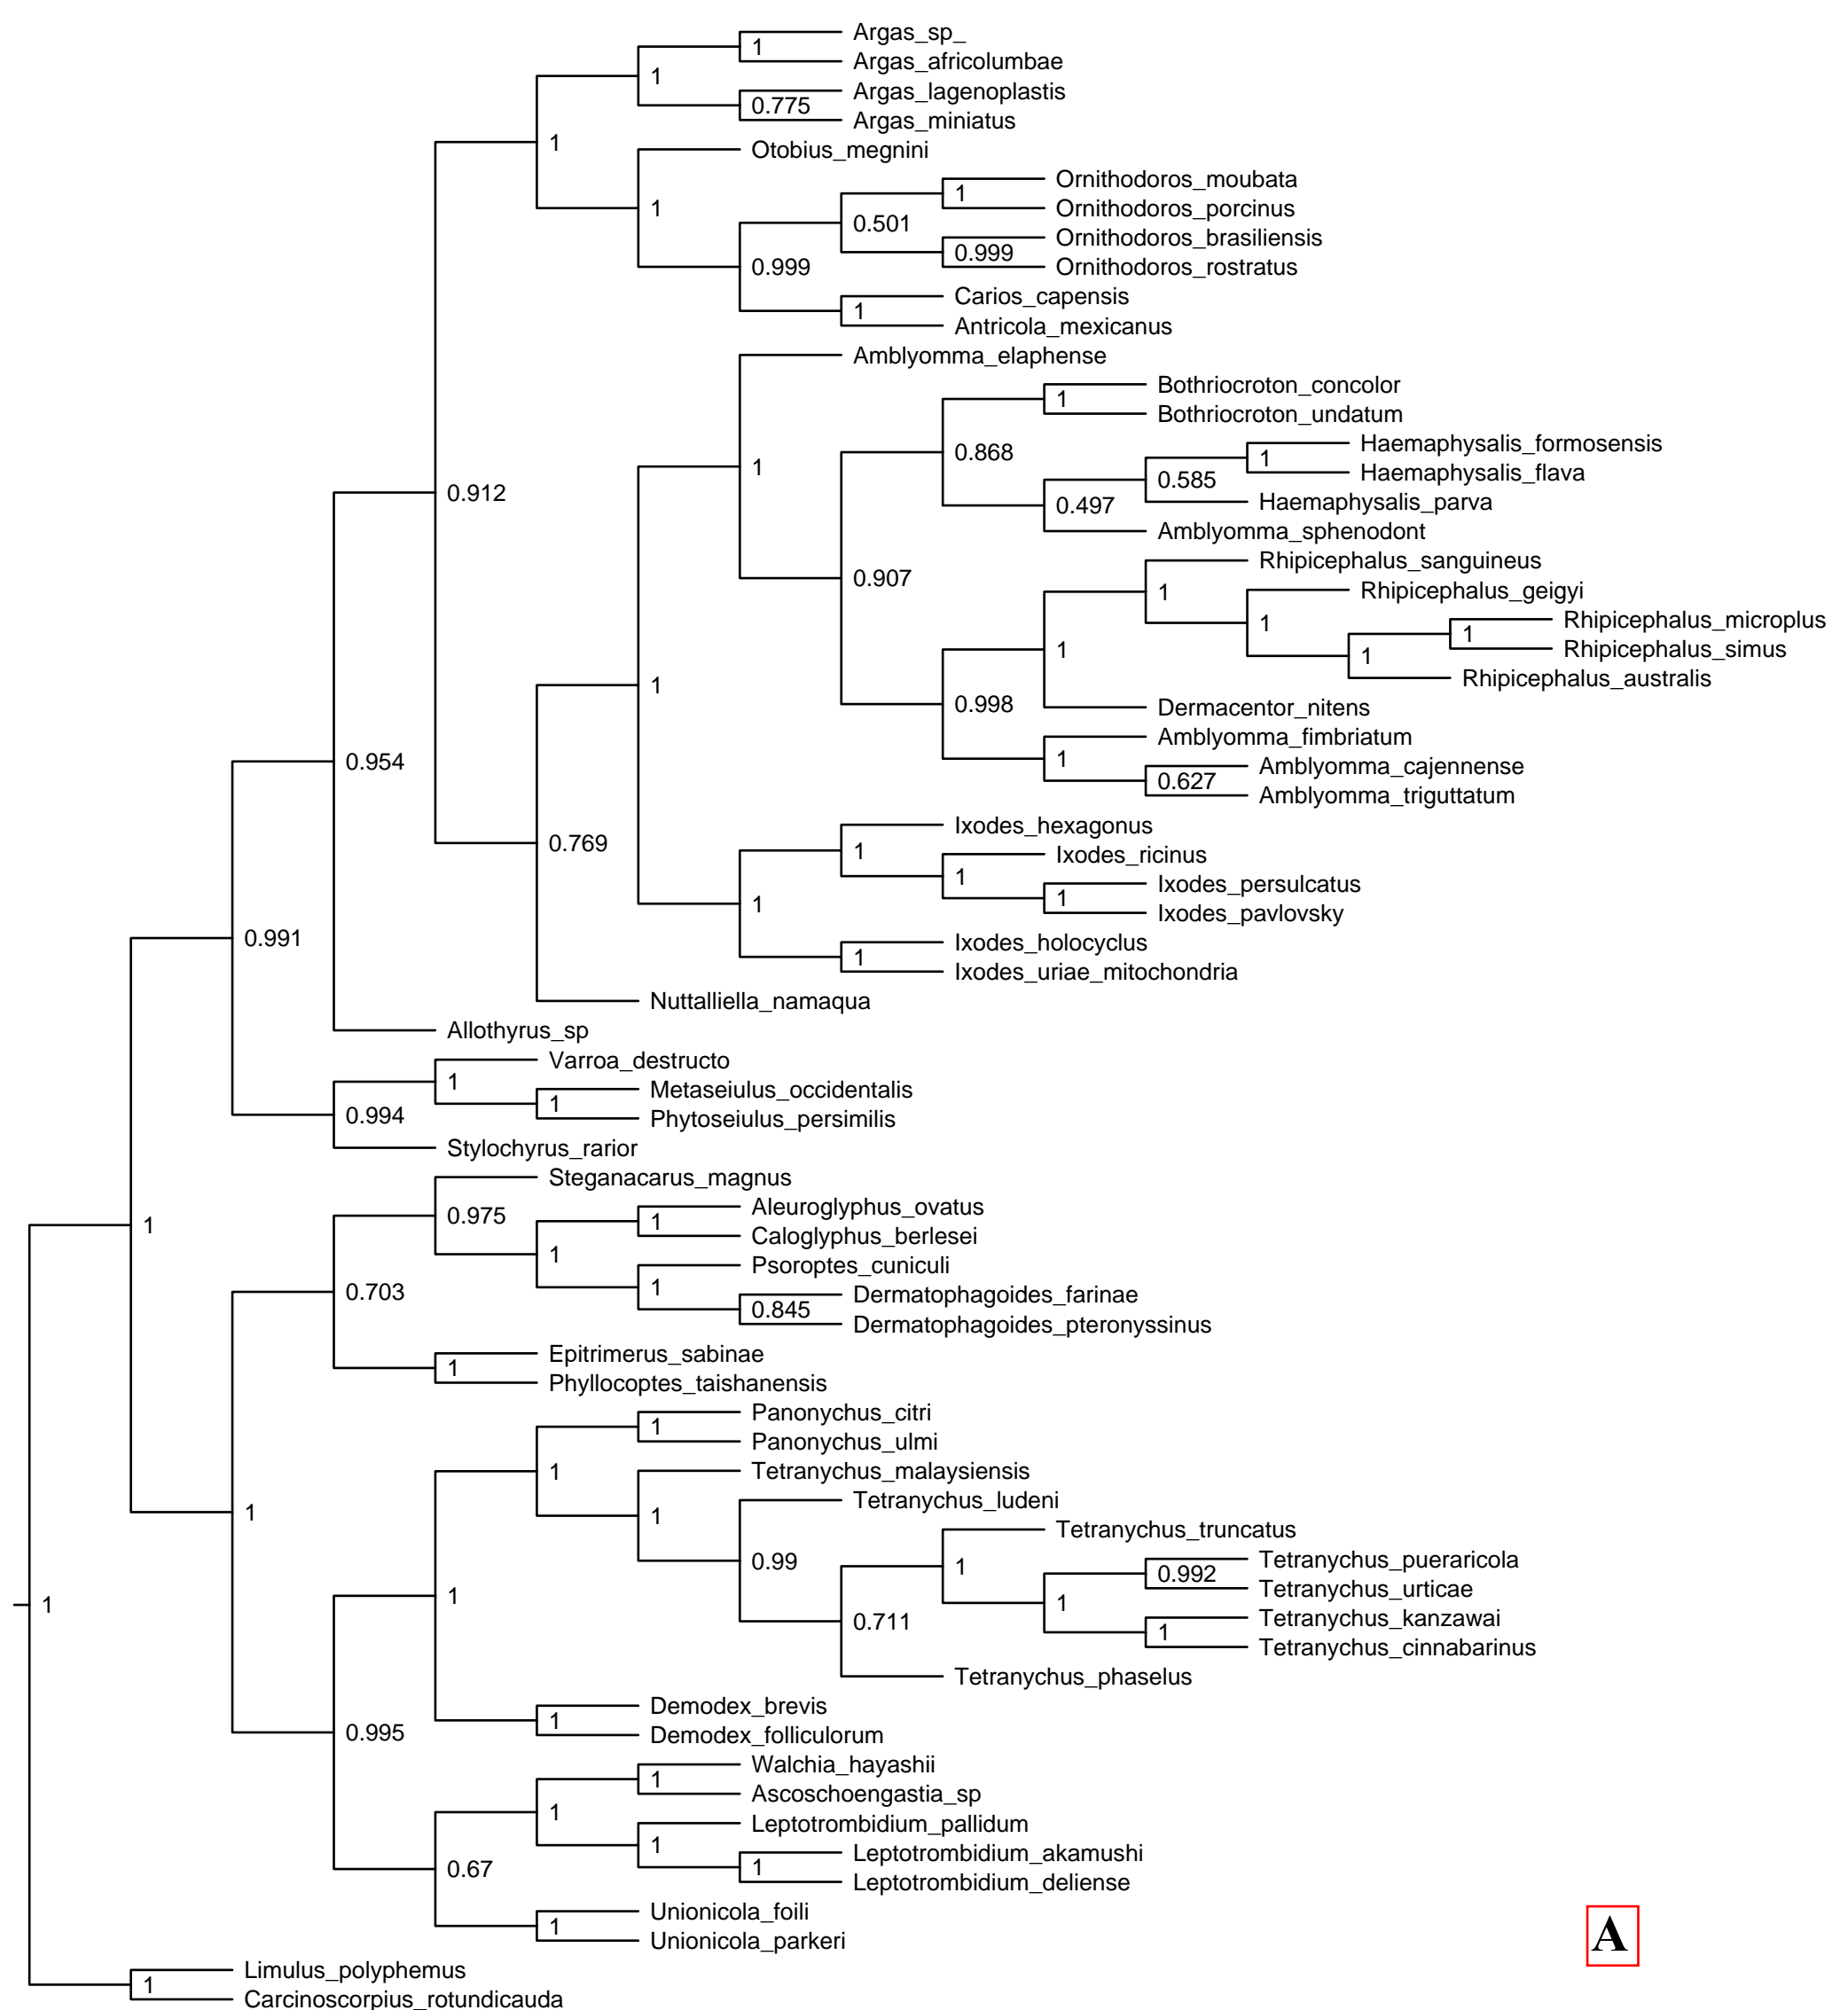 Argas_sp_
1
Argas_africolumbae
1
Argas_lagenoplastis
0.775
Argas_miniatus
1
Otobius_megnini
Ornithodoros_moubata
1
1
Ornithodoros_porcinus
0.501
Ornithodoros_brasiliensis
0.999
0.999
Ornithodoros_rostratus
Carios_capensis
1
Antricola_mexicanus
Amblyomma_elaphense
Bothriocroton_concolor
1
Bothriocroton_undatum
Haemaphysalis_formosensis
0.868
1
1
Haemaphysalis_flava
0.585
0.912
Haemaphysalis_parva
0.497
Amblyomma_sphenodont
Rhipicephalus_sanguineus
0.907
Rhipicephalus_geigyi
1
Rhipicephalus_microplus
1
1
Rhipicephalus_simus
1
1
Rhipicephalus_australis
1
0.998
Dermacentor_nitens
Amblyomma_fimbriatum
1
0.954
Amblyomma_cajennense
0.627
Amblyomma_triguttatum
Ixodes_hexagonus
0.769
1
Ixodes_ricinus
1
Ixodes_persulcatus
1
1
Ixodes_pavlovsky
0.991
Ixodes_holocyclus
1
Ixodes_uriae_mitochondria
Nuttalliella_namaqua
Allothyrus_sp
Varroa_destructo
1
Metaseiulus_occidentalis
1
0.994
Phytoseiulus_persimilis
Stylochyrus_rarior
Steganacarus_magnus
0.975
Aleuroglyphus_ovatus
1
1
Caloglyphus_berlesei
1
Psoroptes_cuniculi
1
0.703
Dermatophagoides_farinae
0.845
Dermatophagoides_pteronyssinus
Epitrimerus_sabinae
1
Phyllocoptes_taishanensis
Panonychus_citri
1
Panonychus_ulmi
1
Tetranychus_malaysiensis
Tetranychus_ludeni
1
1
Tetranychus_truncatus
0.99
Tetranychus_pueraricola
1
0.992
Tetranychus_urticae
1
1
1
Tetranychus_kanzawai
0.711
1
Tetranychus_cinnabarinus
Tetranychus_phaselus
Demodex_brevis
1
0.995
Demodex_folliculorum
Walchia_hayashii
1
Ascoschoengastia_sp
1
Leptotrombidium_pallidum
1
Leptotrombidium_akamushi
0.67
1
Leptotrombidium_deliense
Unionicola_foili
1
A
Unionicola_parkeri
Limulus_polyphemus
1
Carcinoscorpius_rotundicauda